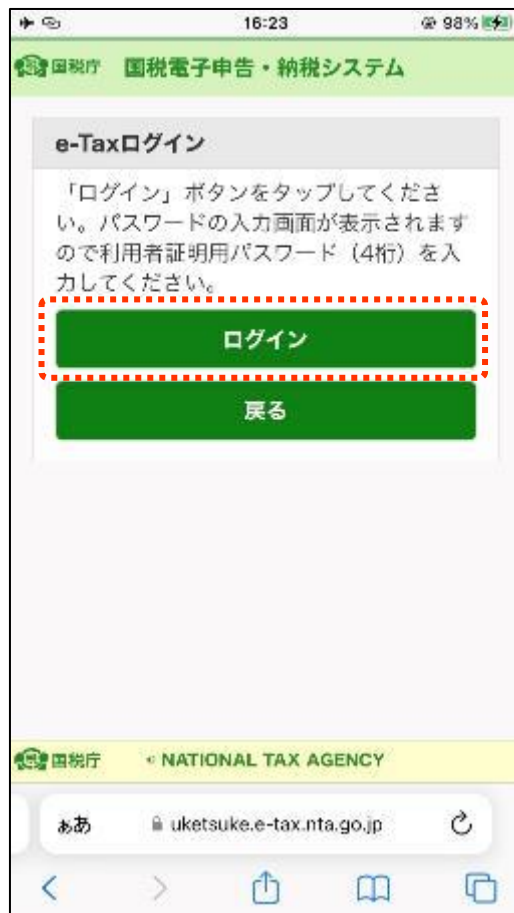 16:23
98%
国税庁 国税電子申告・納税システム
e-Taxログイン
「ログイン」ボタンをタップしてくださ
い。パスワードの入力画面が表示されます
ので利用者証明用パスワード（4桁）を入
力してください。
ログイン
戻る
国税庁 © NATIONAL TAX AGENCY
ぁあ uketsuke.e-tax.nta.go.jp